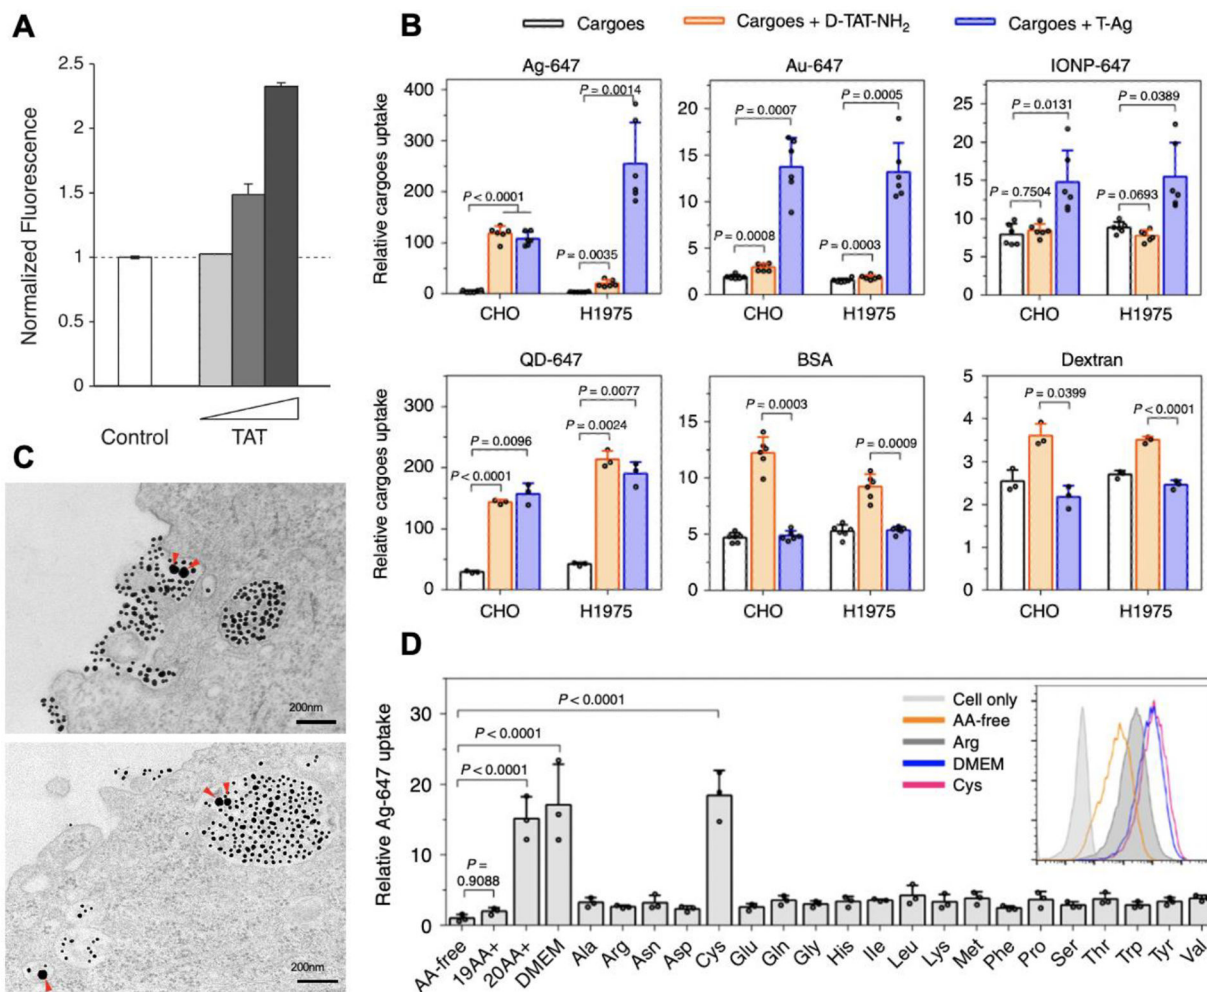 A
2.5
2
1.5
1
0.5
0
Normalized Fluorescence
Control
TAT
B
Cargoes
Cargoes + D-TAT-NH2
Cargoes + T-Ag
Relative cargoes uptake
Ag-647
400
300
200
100
0
P < 0.0001
P = 0.0014
P = 0.0035
CHO
H1975
Au-647
20
15
10
5
0
P = 0.0007
P = 0.0005
P = 0.0008
P = 0.0003
CHO
H1975
IONP-647
25
20
15
10
5
0
P = 0.0131
P = 0.0389
P = 0.7504
P = 0.0693
CHO
H1975
Relative cargoes uptake
QD-647
300
200
100
0
P = 0.0077
P = 0.0096
P = 0.0024
P < 0.0001
CHO
H1975
BSA
15
10
5
0
P = 0.0003
P = 0.0009
CHO
H1975
Dextran
5
4
3
2
1
0
P = 0.0399
P < 0.0001
CHO
H1975
C
200nm
200nm
D
Relative Ag-647 uptake
30
20
10
0
P < 0.0001
P < 0.0001
P < 0.0001
P =
0.9088
Cell only
AA-free
Arg
DMEM
Cys
AA-free
19AA+
20AA+
DMEM
Ala
Arg
Asn
Asp
Cys
Glu
Gln
Gly
His
Ile
Leu
Lys
Met
Phe
Pro
Ser
Thr
Trp
Tyr
Val